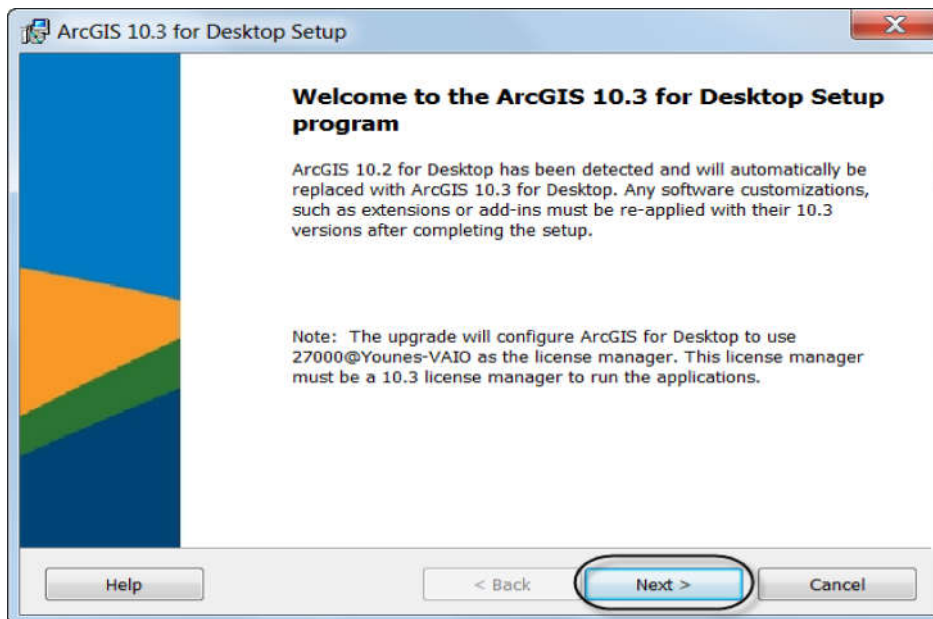 ArcGIS 10.3 for Desktop Setup
Welcome to the ArcGIS 10.3 for Desktop Setup
program
ArcGIS 10.2 for Desktop has been detected and will automatically be
replaced with ArcGIS 10.3 for Desktop. Any software customizations,
such as extensions or add-ins must be re-applied with their 10.3
versions after completing the setup.
Note: The upgrade will configure ArcGIS for Desktop to use
27000@Younes-VAIO as the license manager. This license manager
must be a 10.3 license manager to run the applications.
Help < Back Next > Cancel